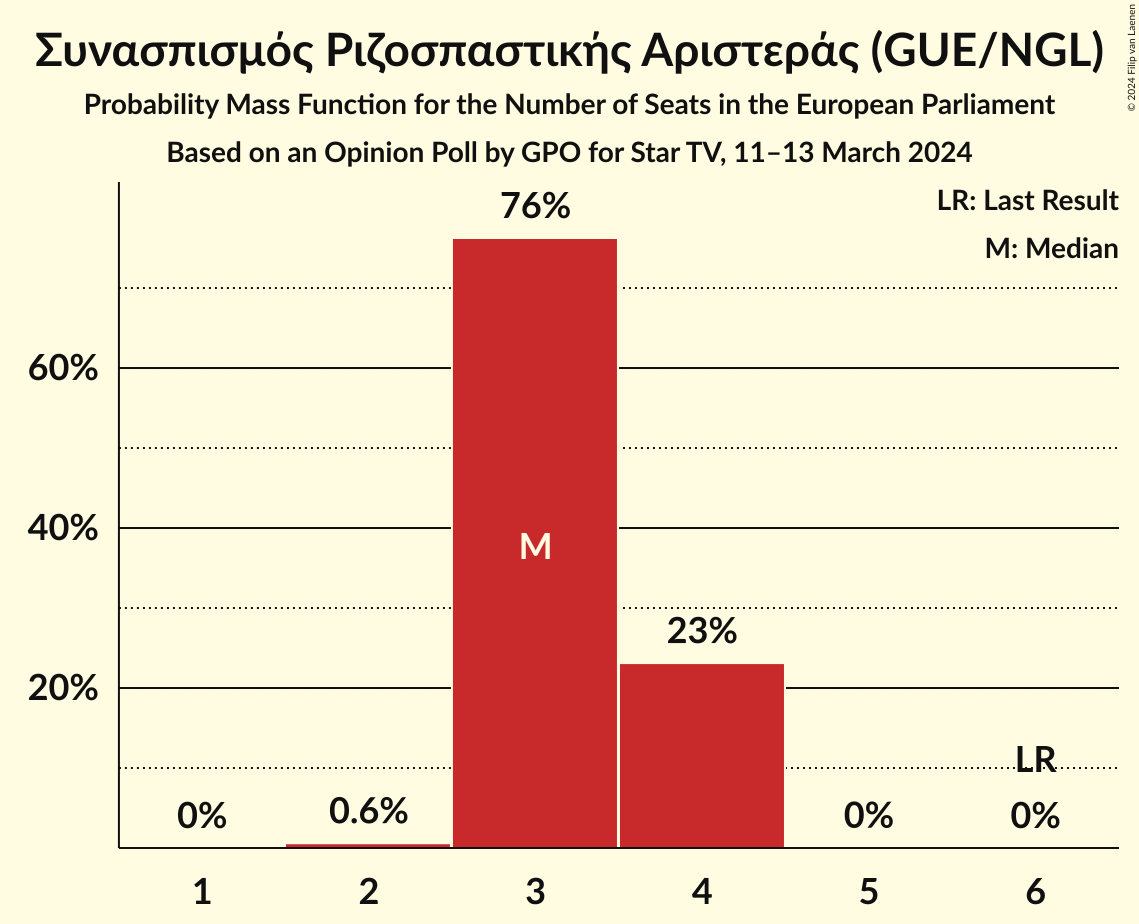 Συνασπισμός Ριζοσπαστικής Αριστεράς (GUE/NGL)
Probability Mass Function for the Number of Seats in the European Parliament
Based on an Opinion Poll by GPO for Star TV, 11–13 March 2024
© 2024 Filip van Laenen
LR: Last Result
M: Median
76%
60%
40%
M
23%
20%
LR
0%
0.6%
0%
0%
1
2
3
4
5
6